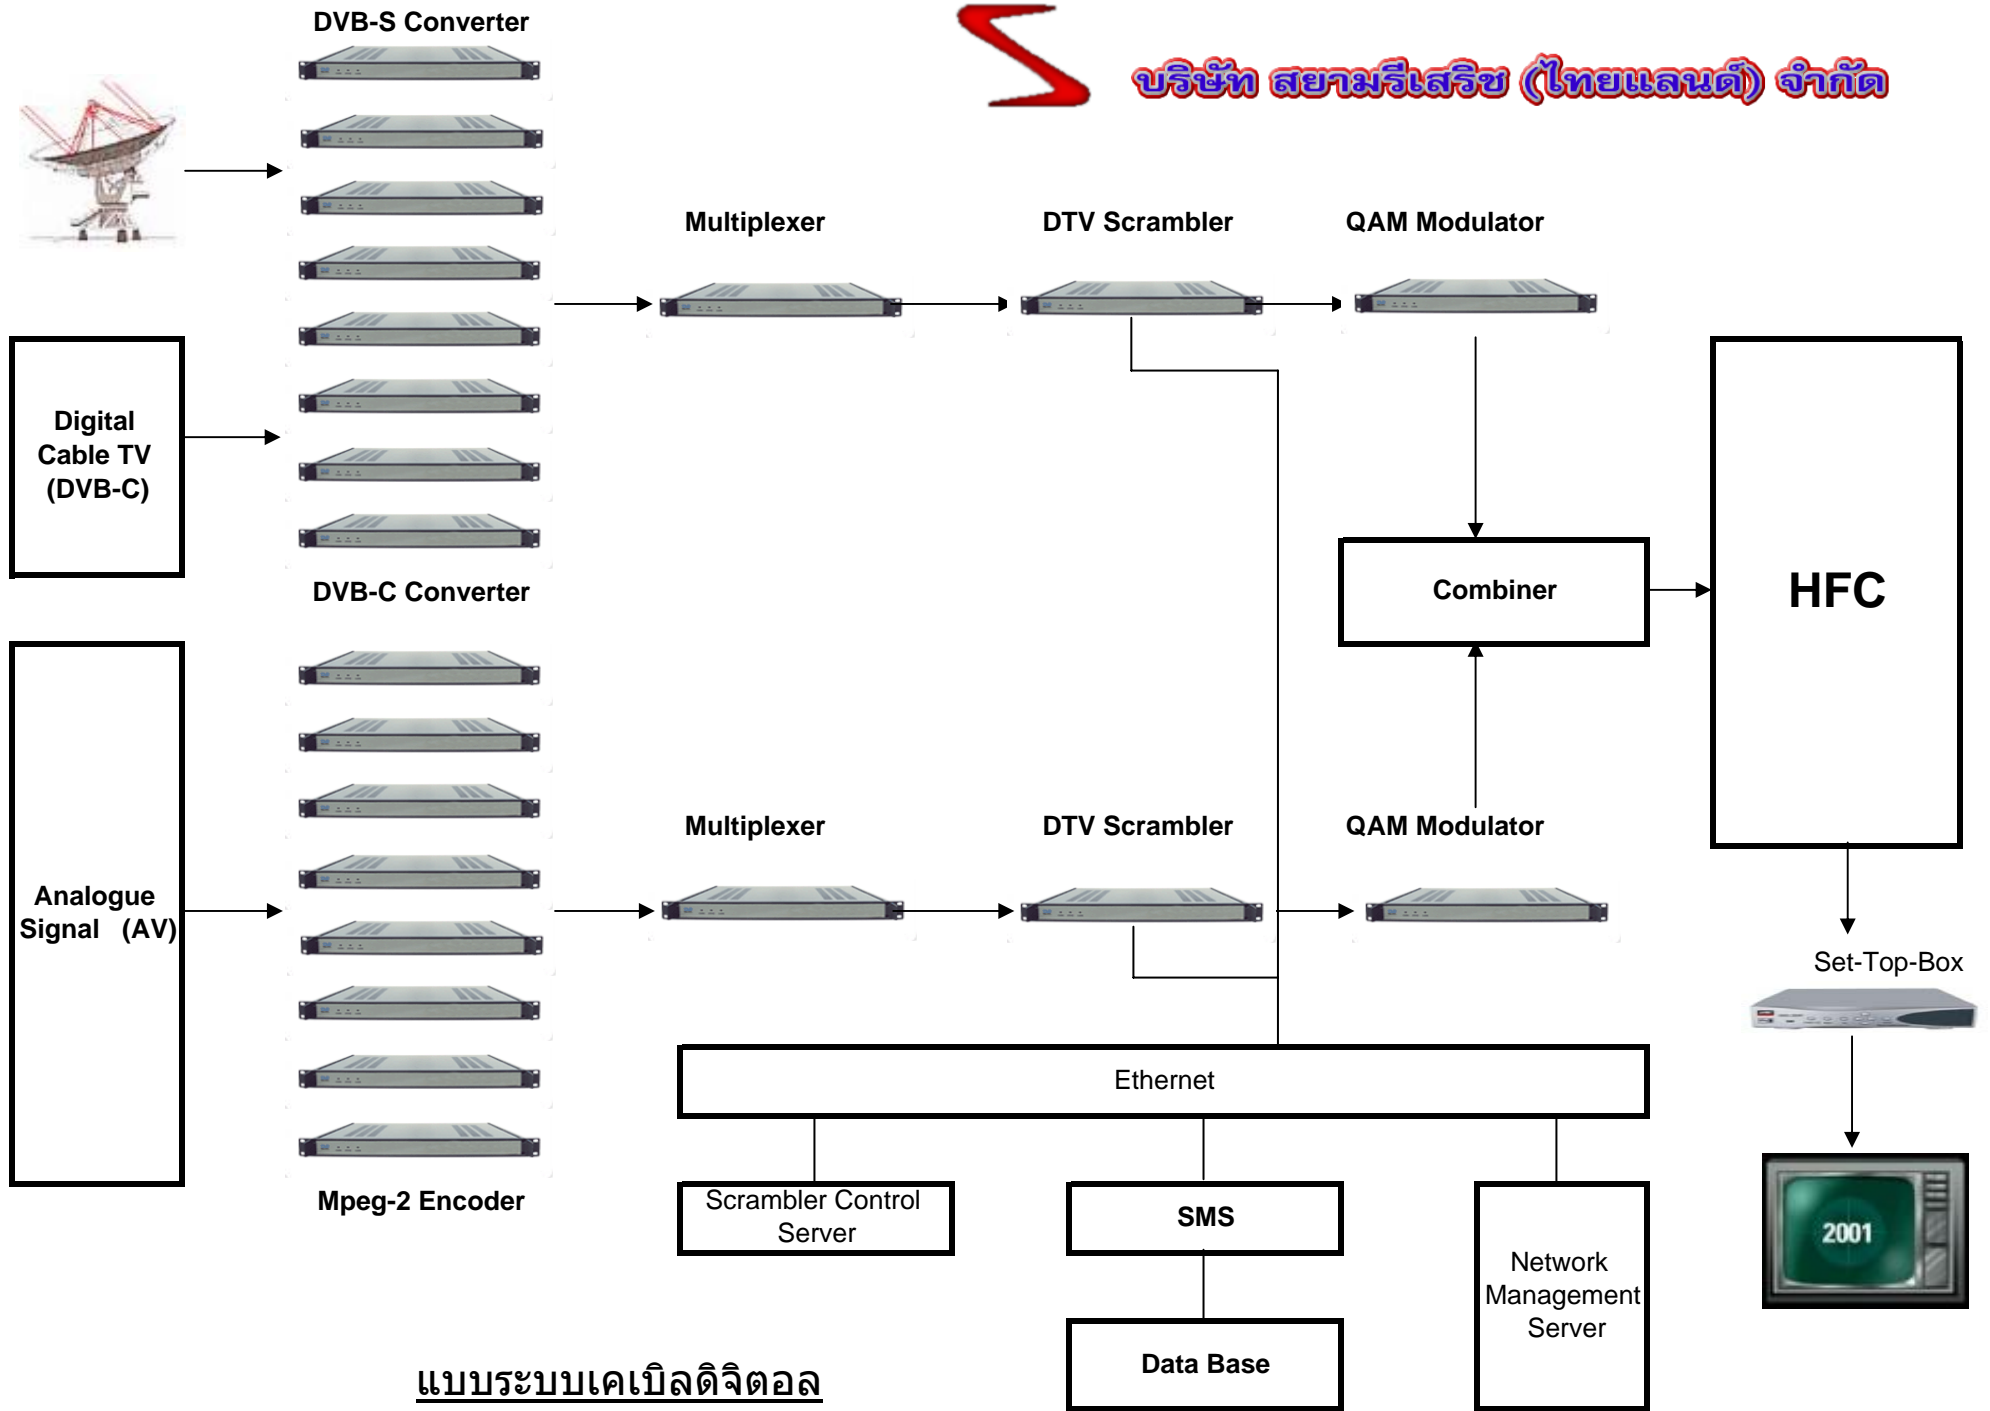 DVB-S Converter
บริษัท สยามรีเสริซ (ไทยแลนด์) จำกัด
Multiplexer
DTV Scrambler
QAM Modulator
Digital
Cable TV
(DVB-C)
DVB-C Converter
Combiner
HFC
Multiplexer
DTV Scrambler
QAM Modulator
Analogue
Signal (AV)
Set-Top-Box
Ethernet
Mpeg-2 Encoder
Scrambler Control
Server
SMS
Network
Management
Server
2001
Data Base
แบบระบบเคเบิลดิจิตอล